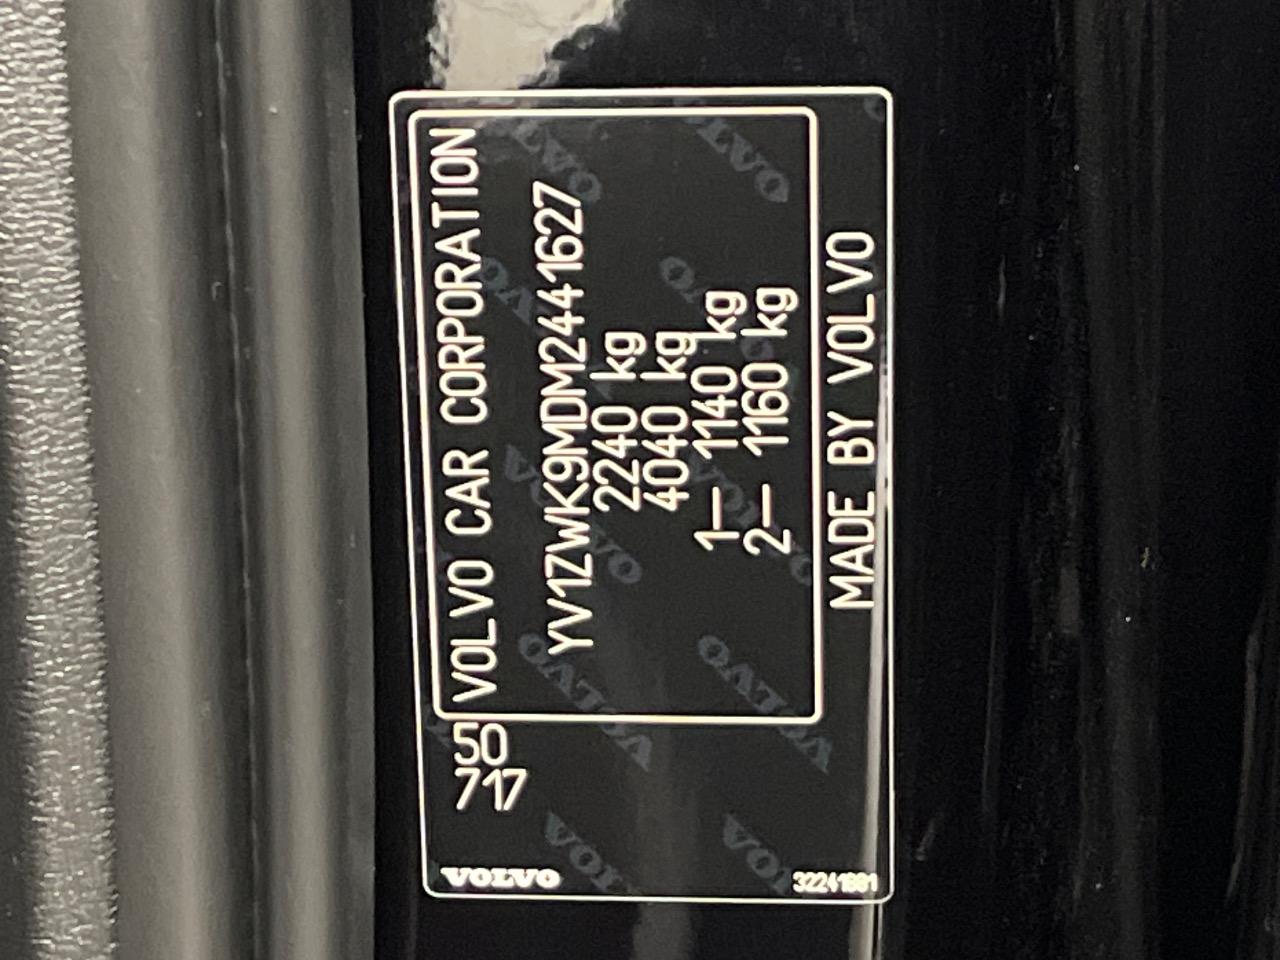 VOLVO CAR CORPORATION
YV1ZWK9MDM2441627
2240 kg
4040 kg
1– 1140 kg
2– 1160 kg
MADE BY VOLVO
50
717
VOLVO